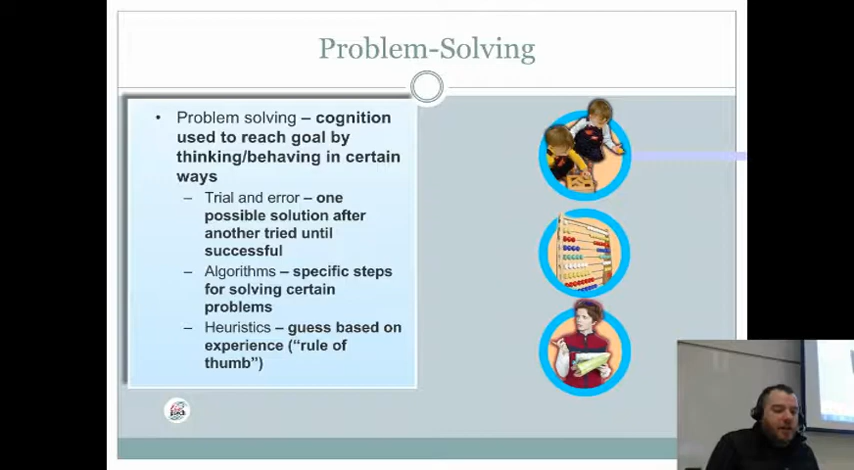 Problem-Solving
• Problem solving – cognition
used to reach goal by
thinking/behaving in certain
ways
– Trial and error – one
possible solution after
another tried until
successful
– Algorithms – specific steps
for solving certain
problems
– Heuristics – guess based on
experience (“rule of
thumb”)